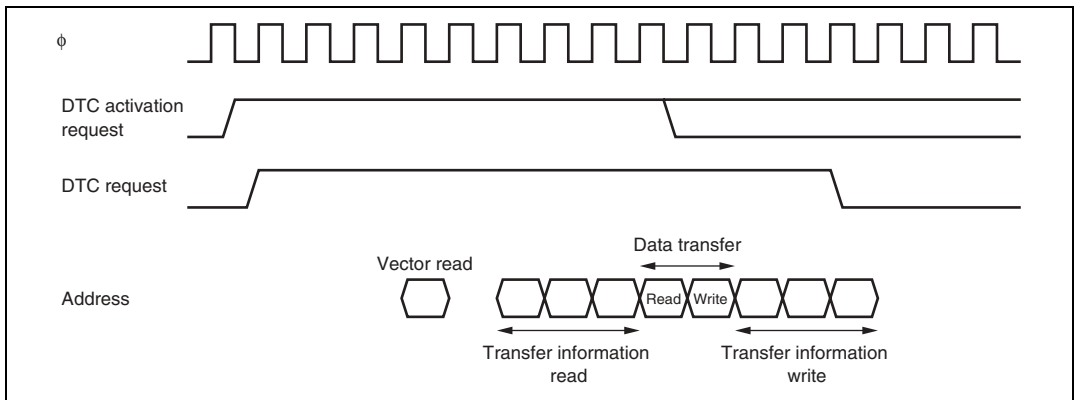 φ
DTC activation
request
DTC request
Data transfer
Vector read
Address
Read
Write
Transfer information
read
Transfer information
write